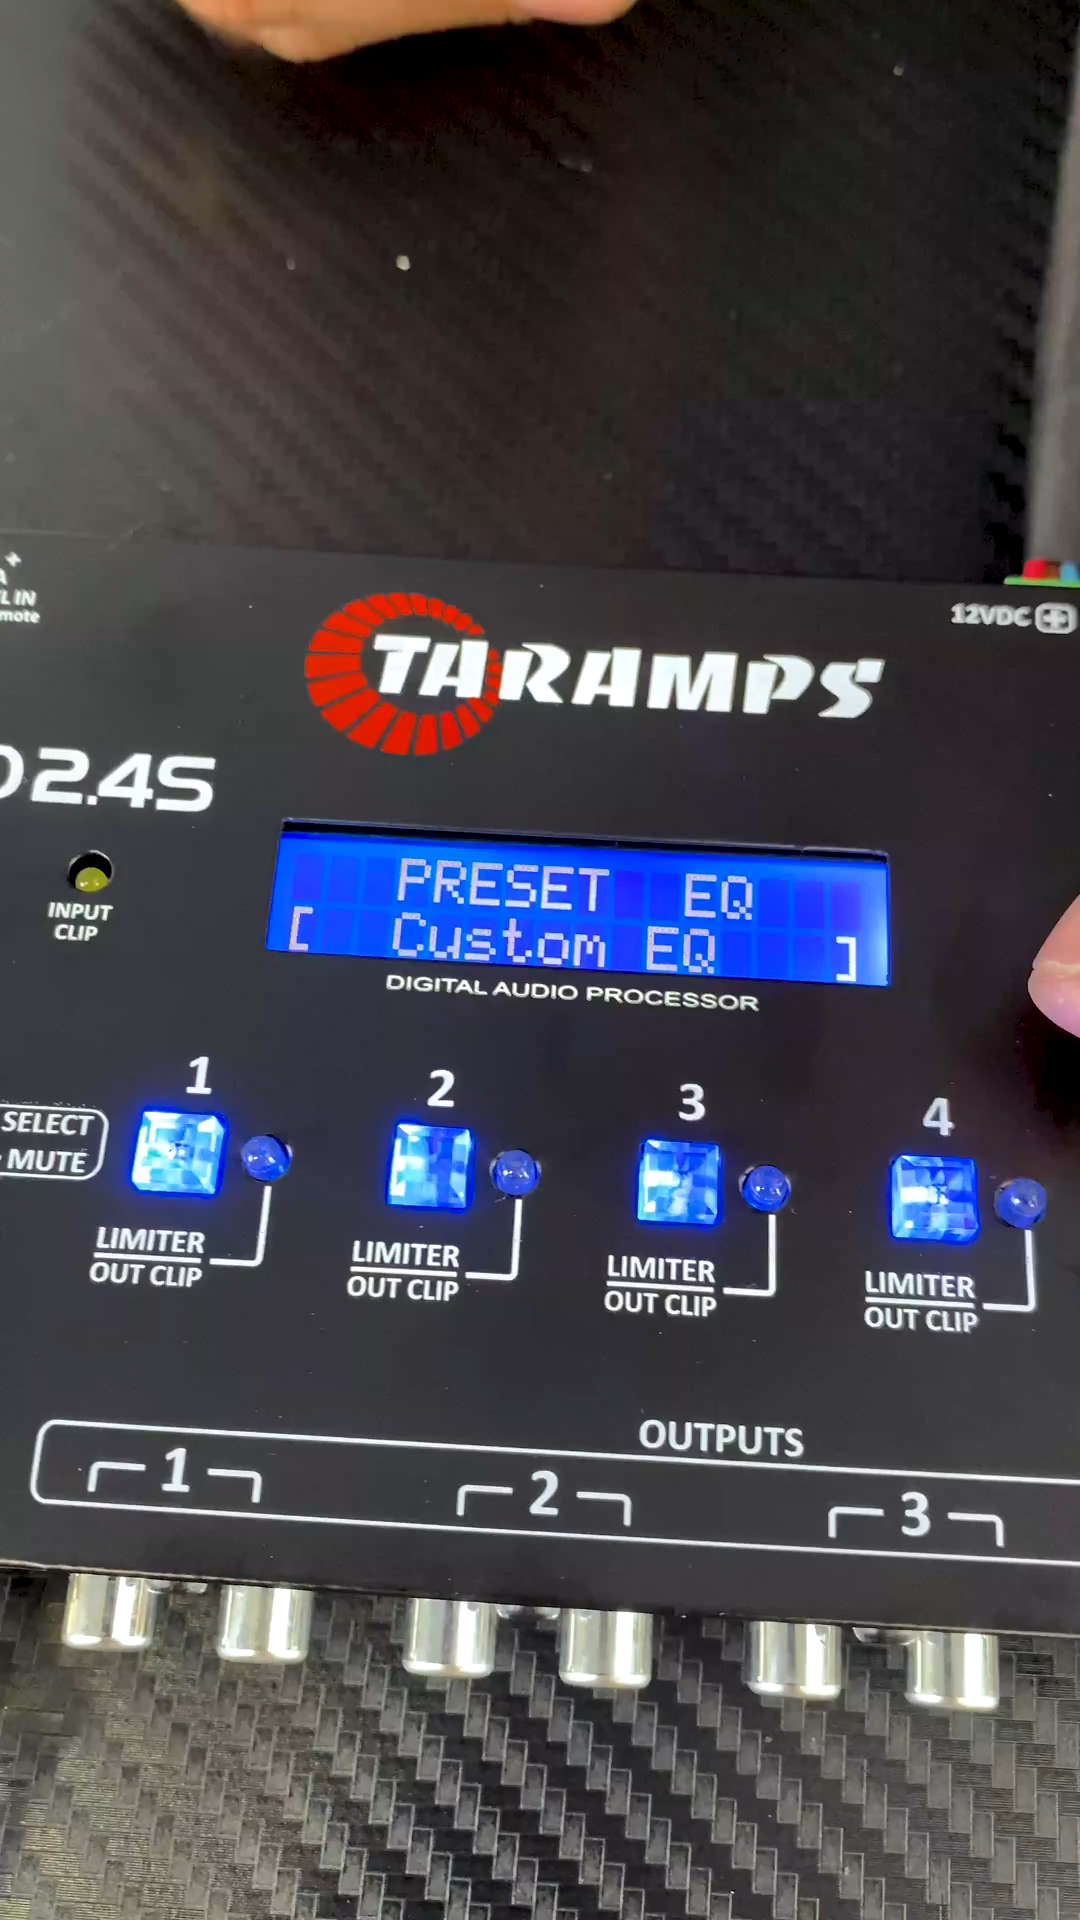 L IN
mote
12VDC
TARAMPS
2.4S
INPUT
CLIP
PRESET EQ
[ Custom EQ ]
DIGITAL AUDIO PROCESSOR
SELECT
MUTE
1
2
3
4
LIMITER
OUT CLIP
LIMITER
OUT CLIP
LIMITER
OUT CLIP
LIMITER
OUT CLIP
OUTPUTS
1
2
3